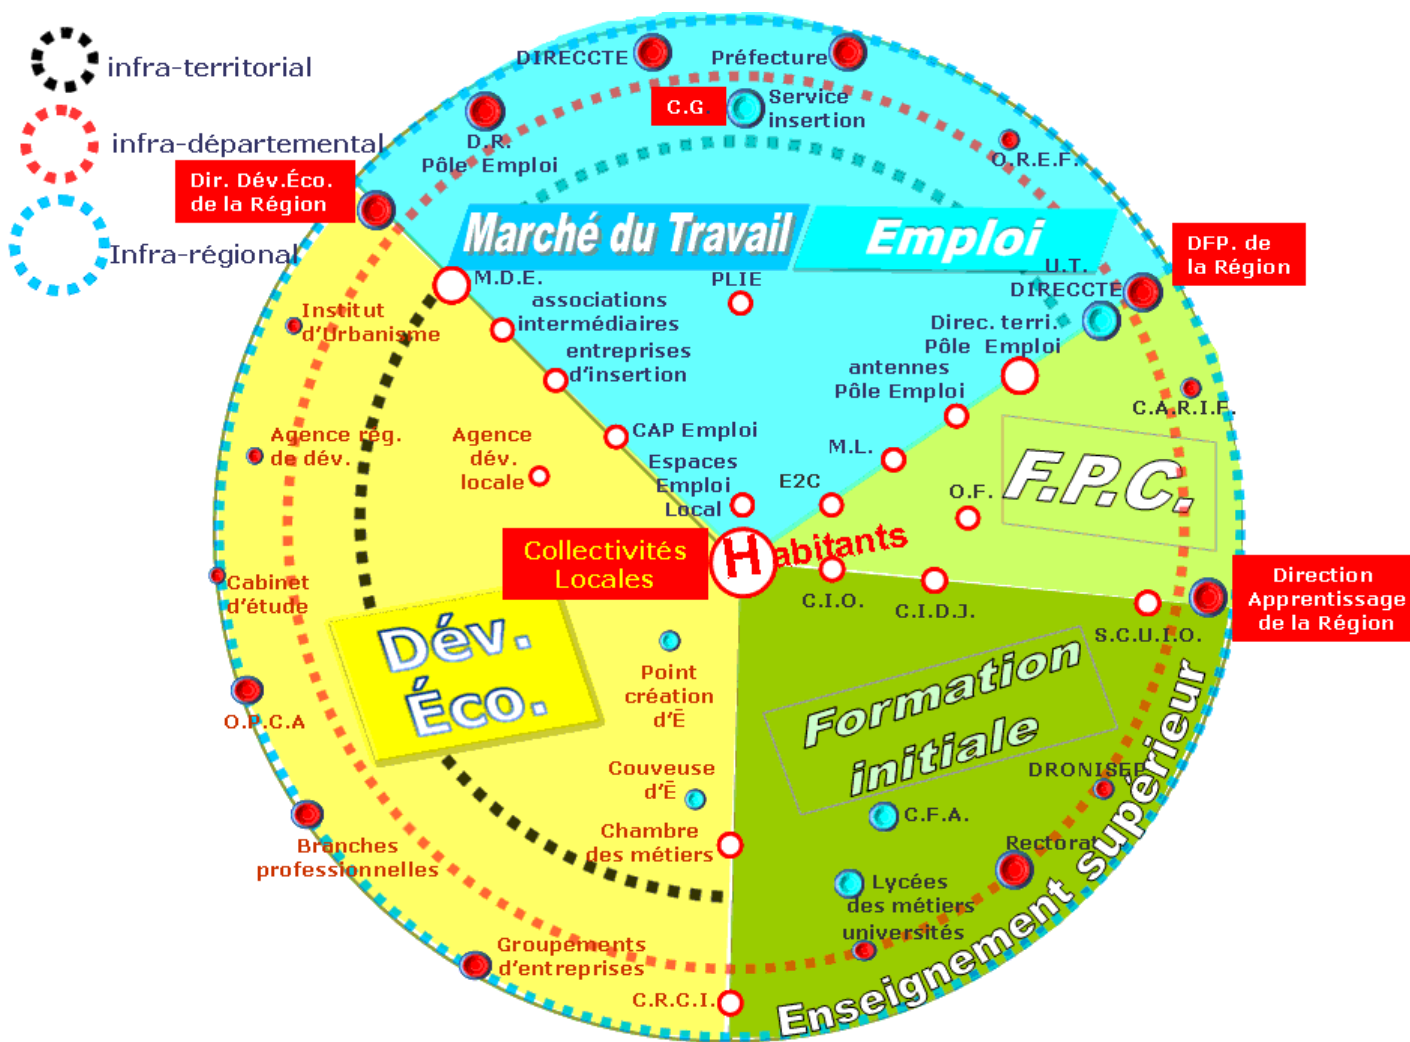 infra-territorial
infra-départemental
Infra-régional
DIRECCTE
Préfecture
C.G.
Service
insertion
D.R.
Pôle Emploi
O.R.E.F.
Dir. Dév.Éco.
de la Région
Marché du Travail
Emploi
DFP. de
la Région
U.T.
DIRECCTE
M.D.E.
PLIE
associations
intermédiaires
Direc. terri.
Pôle Emploi
Institut
d'Urbanisme
entreprises
d'insertion
antennes
Pôle Emploi
C.A.R.I.F.
CAP Emploi
M.L.
Agence rég.
de dév.
Agence
dév.
locale
Espaces
Emploi
Local
E2C
O.F.
F.P.C.
Collectivités
Locales
Habitants
Cabinet
d'étude
C.I.O.
C.I.D.J.
S.C.U.I.O.
Direction
Apprentissage
de la Région
Dév.
Éco.
Point
création
d'Ē
Formation
initiale
O.P.C.A
Couveuse
d'Ē
DRONISEP
C.F.A.
Chambre
des métiers
Rectorat
Branches
professionnelles
Lycées
des métiers
universités
Enseignement supérieur
Groupements
d'entreprises
C.R.C.I.